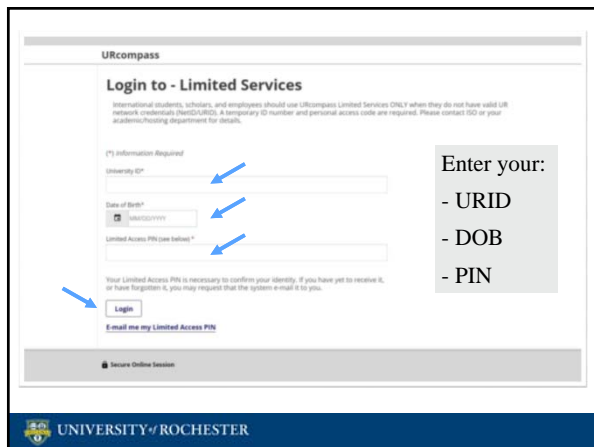 URcompass
Login to - Limited Services
International students, scholars, and employees should use URcompass Limited Services ONLY when they do not have valid UR
network credentials (NetID/URID). A temporary ID number and personal access code are required. Please contact ISO or your
academic/hosting department for details.
(*) Information Required
University ID*
Date of Birth*
MM/DD/YYYY
Limited Access PIN (see below) *
Your Limited Access PIN is necessary to confirm your identity. If you have yet to receive it,
or have forgotten it, you may request that the system e-mail it to you.
Login
E-mail me my Limited Access PIN
Secure Online Session
Enter your:
- URID
- DOB
- PIN
UNIVERSITY of ROCHESTER